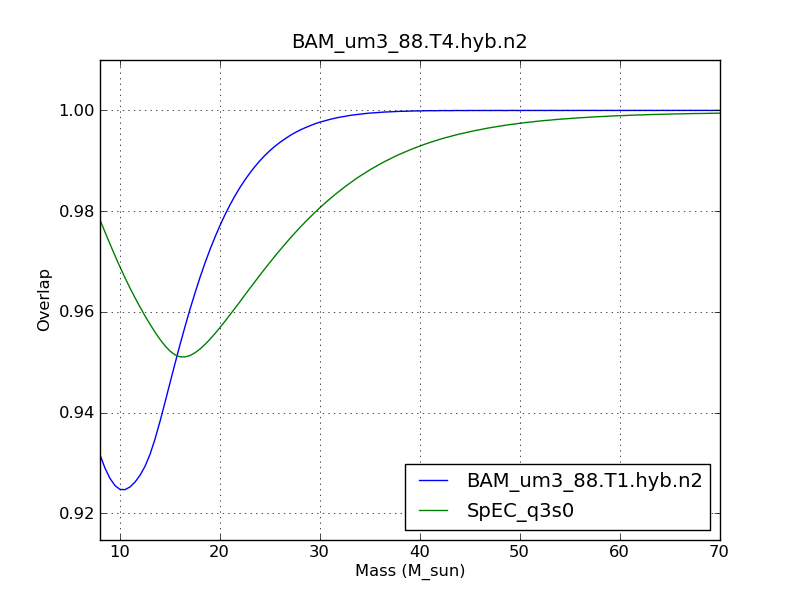 BAM_um3_88.T4.hyb.n2
1.00
0.98
0.96
0.94
0.92
Overlap
BAM_um3_88.T1.hyb.n2
SpEC_q3s0
10 20 30 40 50 60 70
Mass (M_sun)